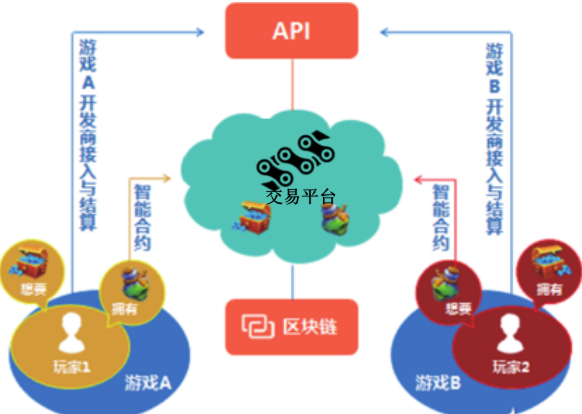 API
游戏A开发商接入与结算
游戏B开发商接入与结算
交易平台
智能合约
智能合约
想要
拥有
想要
拥有
区块链
玩家1
游戏A
玩家2
游戏B